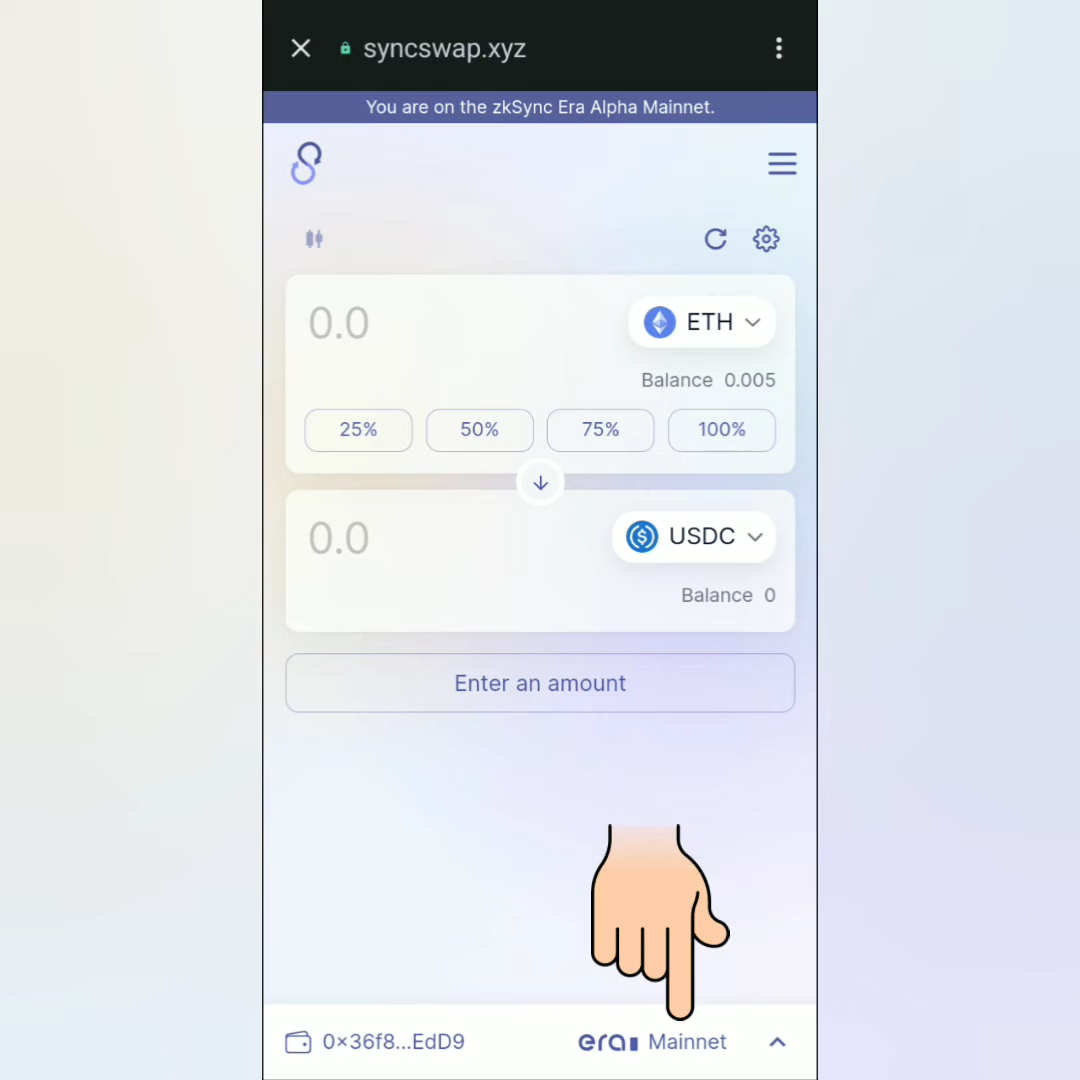 syncswap.xyz
You are on the zkSync Era Alpha Mainnet.
0.0 ETH
Balance 0.005
25% 50% 75% 100%
0.0 USDC
Balance 0
Enter an amount
0×36f8...EdD9 era Mainnet